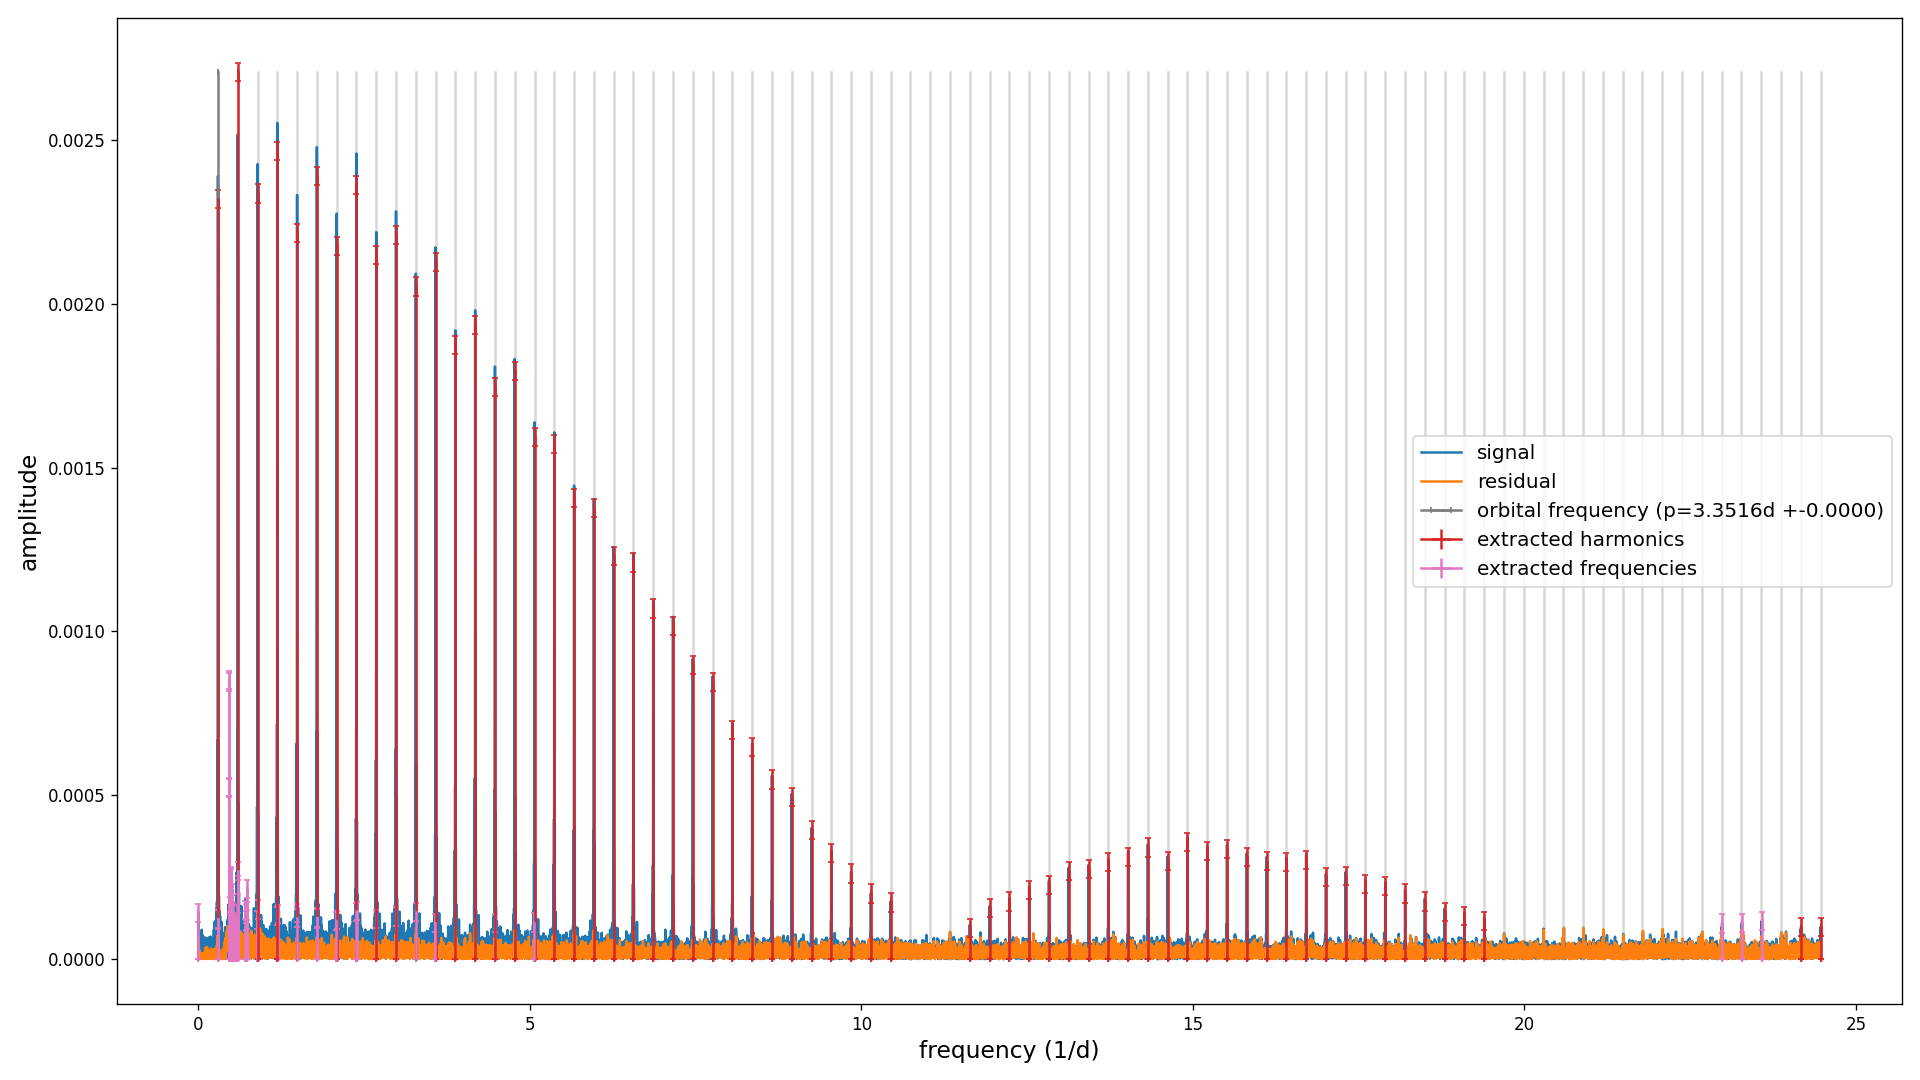 0.0025
0.0020
0.0015
0.0010
0.0005
0.0000
amplitude
signal
residual
orbital frequency (p=3.3516d +-0.0000)
extracted harmonics
extracted frequencies
0 5 10 15 20 25
frequency (1/d)